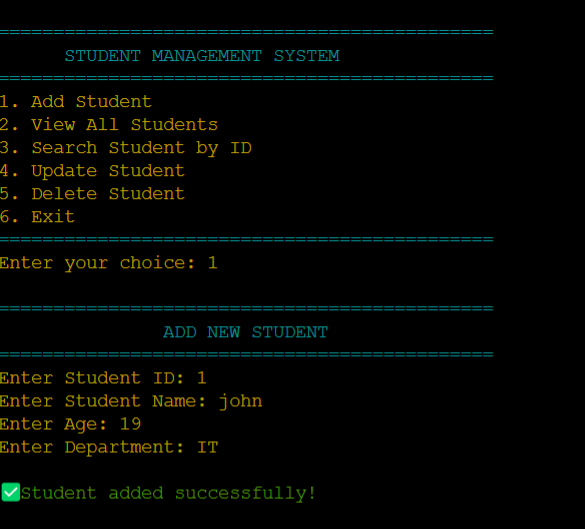 =============================================
STUDENT MANAGEMENT SYSTEM
=============================================
1. Add Student
2. View All Students
3. Search Student by ID
4. Update Student
5. Delete Student
6. Exit
=============================================
Enter your choice: 1
=============================================
ADD NEW STUDENT
=============================================
Enter Student ID: 1
Enter Student Name: john
Enter Age: 19
Enter Department: IT
✅Student added successfully!